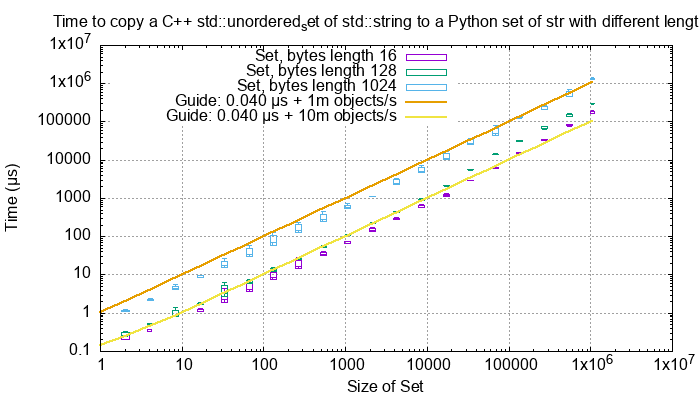 Time to copy a C++ std::unordered_set of std::string to a Python set of str with different lengt
1x10^7
1x10^6
100000
10000
1000
100
10
1
0.1
Time (µs)
Set, bytes length 16
Set, bytes length 128
Set, bytes length 1024
Guide: 0.040 µs + 1m objects/s
Guide: 0.040 µs + 10m objects/s
1 10 100 1000 10000 100000 1x10^6 1x10^7
Size of Set